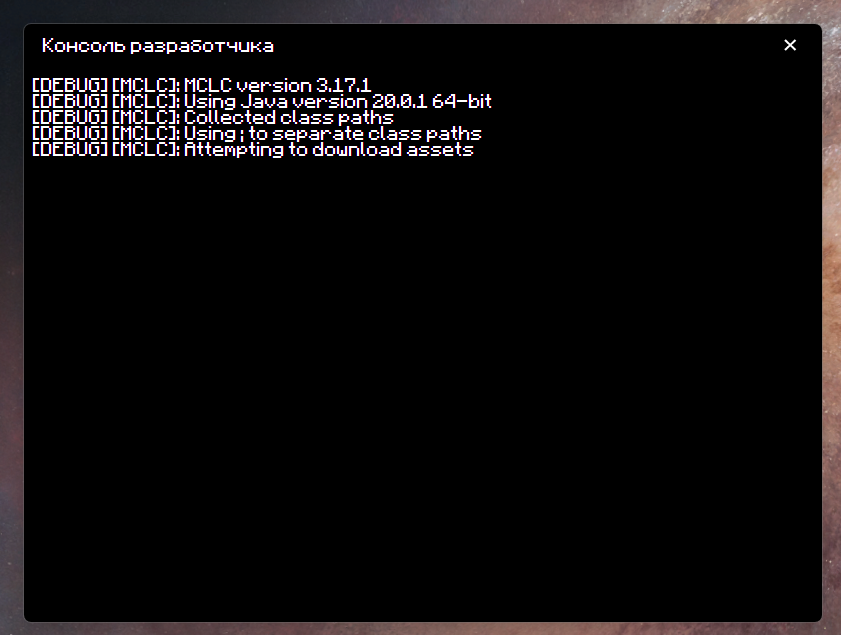 Консоль разработчика
[DEBUG] [MCLC]: MCLC version 3.17.1
[DEBUG] [MCLC]: Using Java version 20.0.1 64-bit
[DEBUG] [MCLC]: Collected class paths
[DEBUG] [MCLC]: Using ; to separate class paths
[DEBUG] [MCLC]: Attempting to download assets